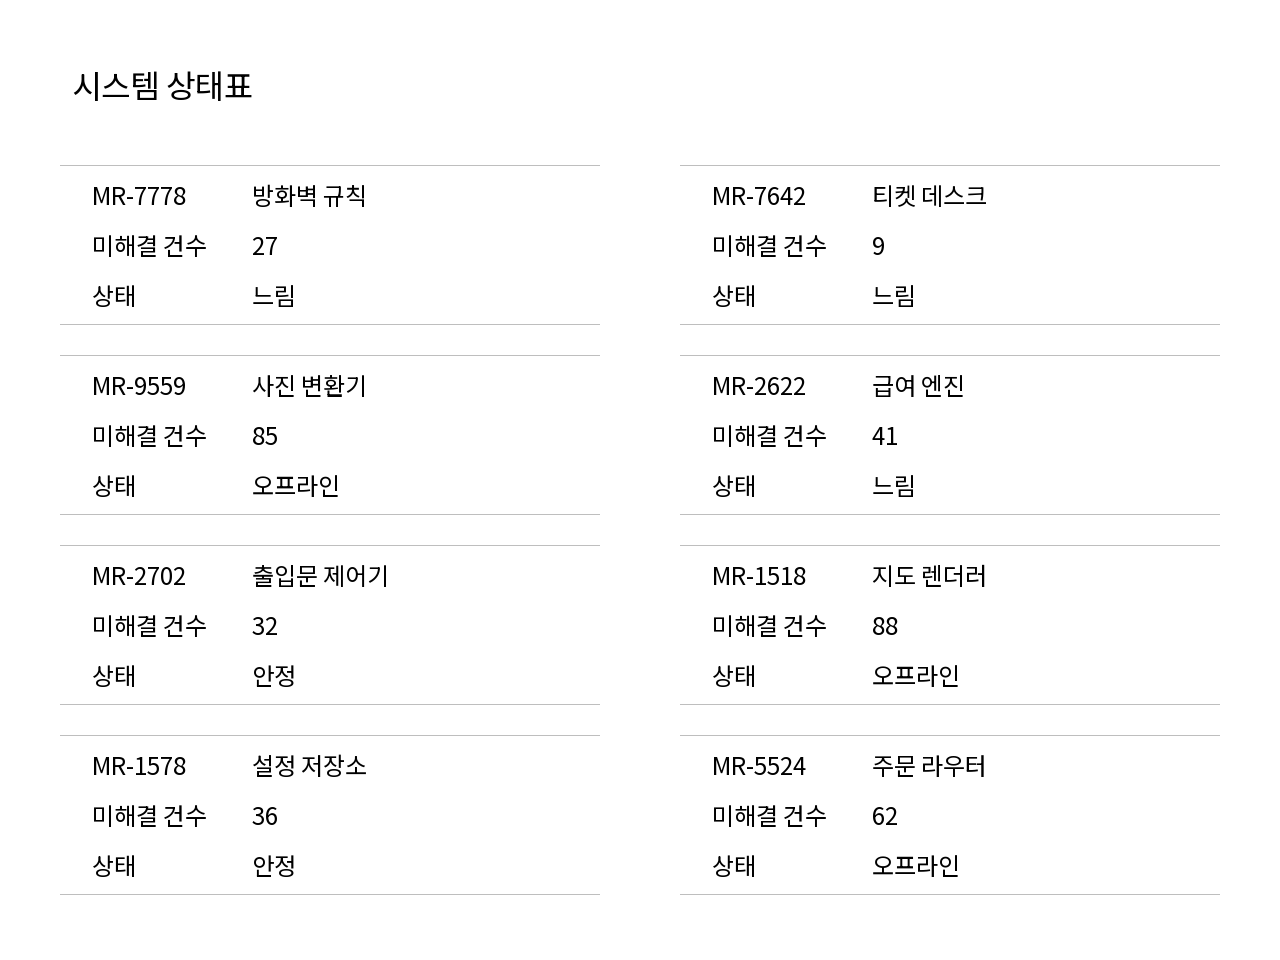 시스템 상태표
MR-7778 방화벽 규칙
미해결 건수 27
상태 느림
MR-7642 티켓 데스크
미해결 건수 9
상태 느림
MR-9559 사진 변환기
미해결 건수 85
상태 오프라인
MR-2622 급여 엔진
미해결 건수 41
상태 느림
MR-2702 출입문 제어기
미해결 건수 32
상태 안정
MR-1518 지도 렌더러
미해결 건수 88
상태 오프라인
MR-1578 설정 저장소
미해결 건수 36
상태 안정
MR-5524 주문 라우터
미해결 건수 62
상태 오프라인